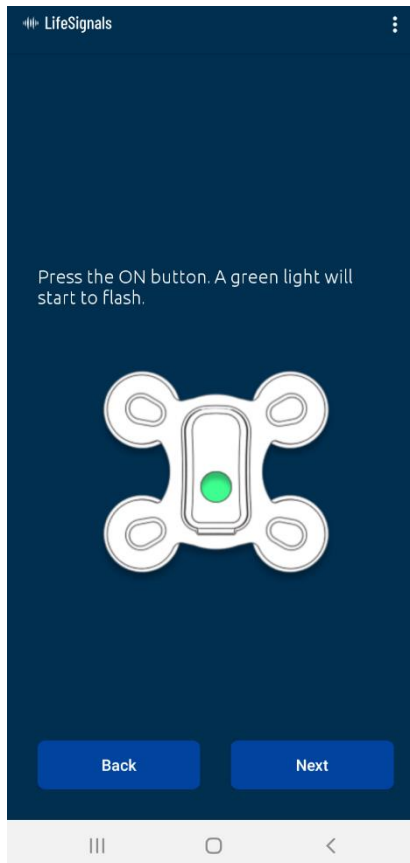 LifeSignals
Press the ON button. A green light will
start to flash.
Back
Next